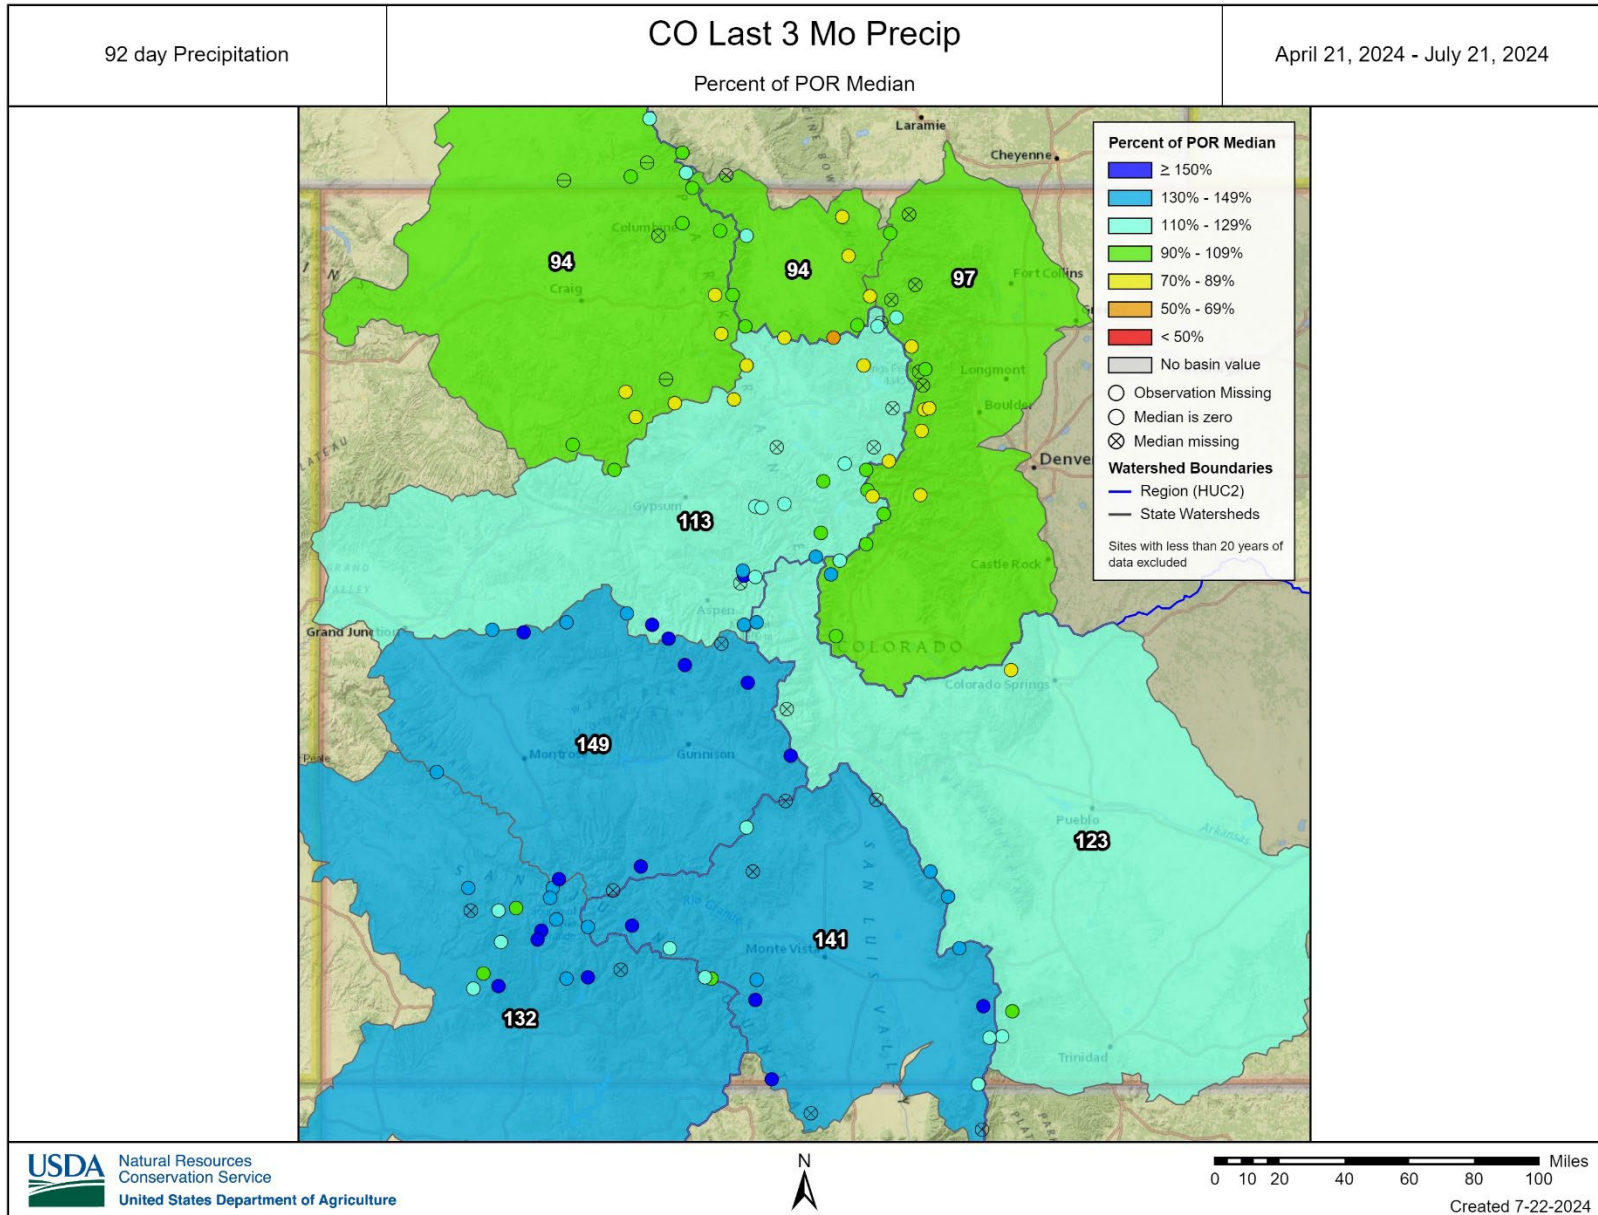 92 day Precipitation
CO Last 3 Mo Precip
Percent of POR Median
April 21, 2024 - July 21, 2024
Laramie
Cheyenne
Percent of POR Median
≥ 150%
130% - 149%
110% - 129%
90% - 109%
70% - 89%
50% - 69%
< 50%
No basin value
Observation Missing
Median is zero
Median missing
Watershed Boundaries
Region (HUC2)
State Watersheds
Sites with less than 20 years of
data excluded
94
94
97
Fort Collins
Craig
Longmont
Boulder
Gypsum
113
Castle Rock
Aspen
Grand Junction
COLORADO
Colorado Springs
149
Gunnison
Pueblo
Arkansas
123
SAN LUIS VALLEY
Rio Grande
141
Monte Vista
132
Trinidad
USDA
Natural Resources
Conservation Service
United States Department of Agriculture
N
Miles
0 10 20 40 60 80 100
Created 7-22-2024